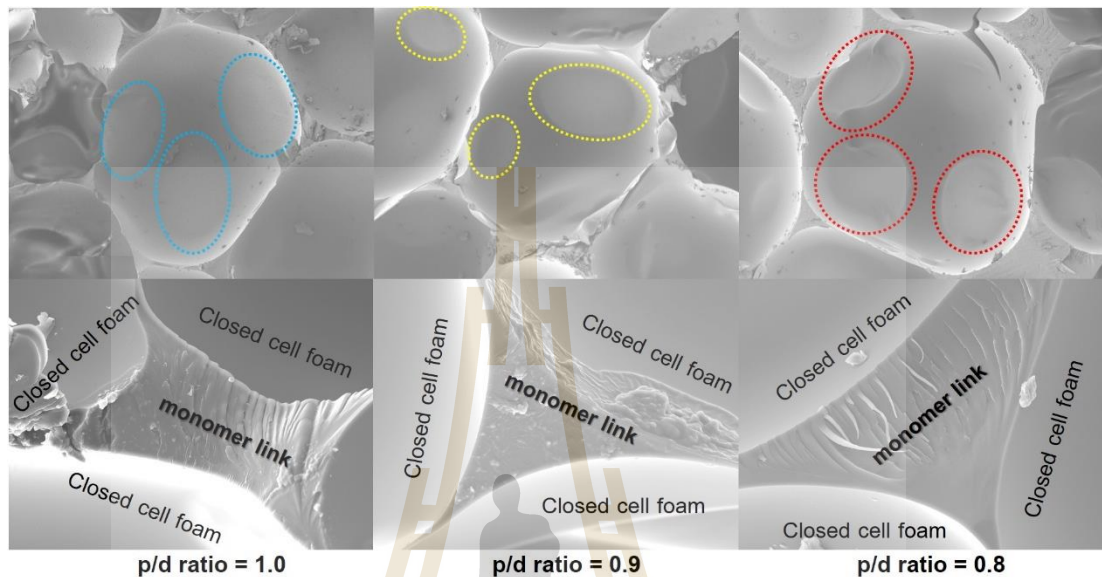 Closed cell foam
Closed cell foam
monomer link
Closed cell foam
Closed cell foam
Closed cell foam
monomer link
Closed cell foam
Closed cell foam
monomer link
Closed cell foam
Closed cell foam
p/d ratio = 1.0
p/d ratio = 0.9
p/d ratio = 0.8